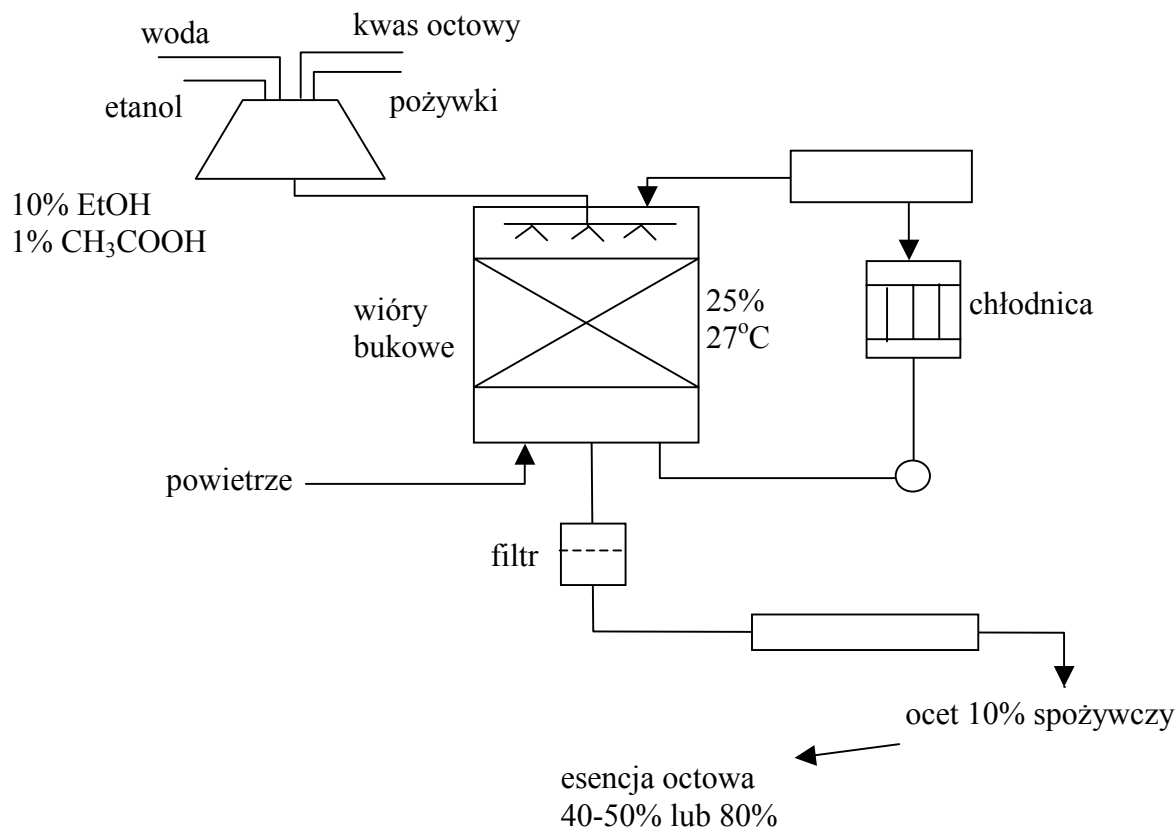 woda
kwas octowy
etanol
pożywki
10% EtOH
1% CH₃COOH
wióry
bukowe
25%
27°C
chłodnica
powietrze
filtr
ocet 10% spożywczy
esencja octowa
40-50% lub 80%